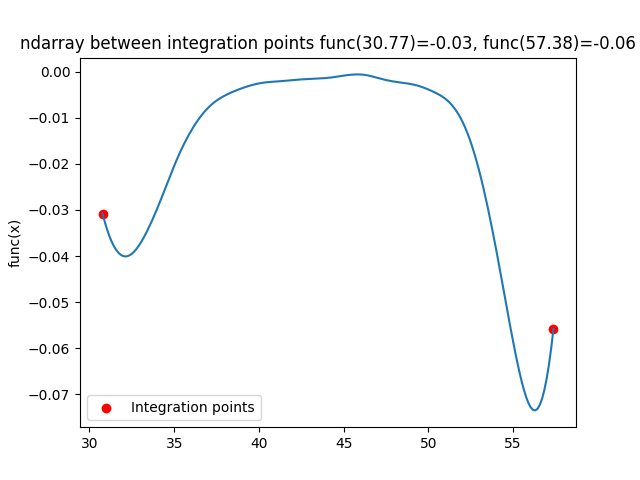 ndarray between integration points func(30.77)=-0.03, func(57.38)=-0.06
0.00
−0.01
−0.02
−0.03
−0.04
−0.05
−0.06
−0.07
func(x)
Integration points
30 35 40 45 50 55